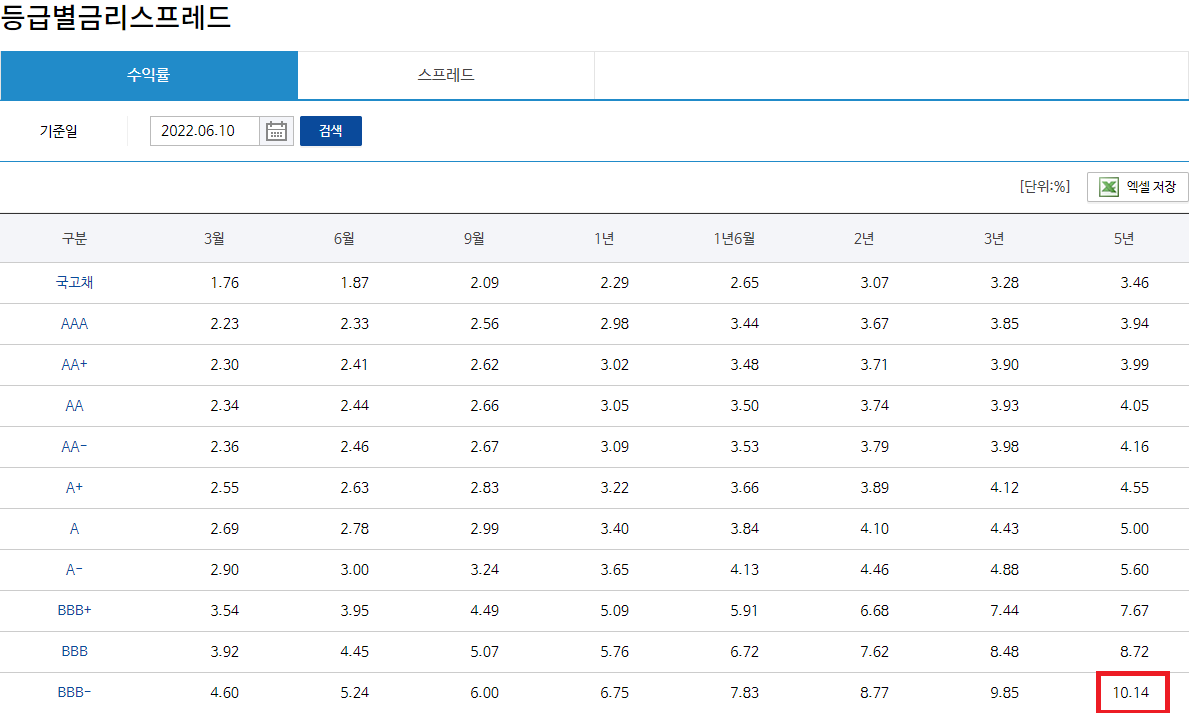 등급별금리스프레드
수익률 스프레드
기준일 2022.06.10 검색
[단위:%] 엑셀 저장
구분 3월 6월 9월 1년 1년6월 2년 3년 5년
국고채 1.76 1.87 2.09 2.29 2.65 3.07 3.28 3.46
AAA 2.23 2.33 2.56 2.98 3.44 3.67 3.85 3.94
AA+ 2.30 2.41 2.62 3.02 3.48 3.71 3.90 3.99
AA 2.34 2.44 2.66 3.05 3.50 3.74 3.93 4.05
AA- 2.36 2.46 2.67 3.09 3.53 3.79 3.98 4.16
A+ 2.55 2.63 2.83 3.22 3.66 3.89 4.12 4.55
A 2.69 2.78 2.99 3.40 3.84 4.10 4.43 5.00
A- 2.90 3.00 3.24 3.65 4.13 4.46 4.88 5.60
BBB+ 3.54 3.95 4.49 5.09 5.91 6.68 7.44 7.67
BBB 3.92 4.45 5.07 5.76 6.72 7.62 8.48 8.72
BBB- 4.60 5.24 6.00 6.75 7.83 8.77 9.85 10.14